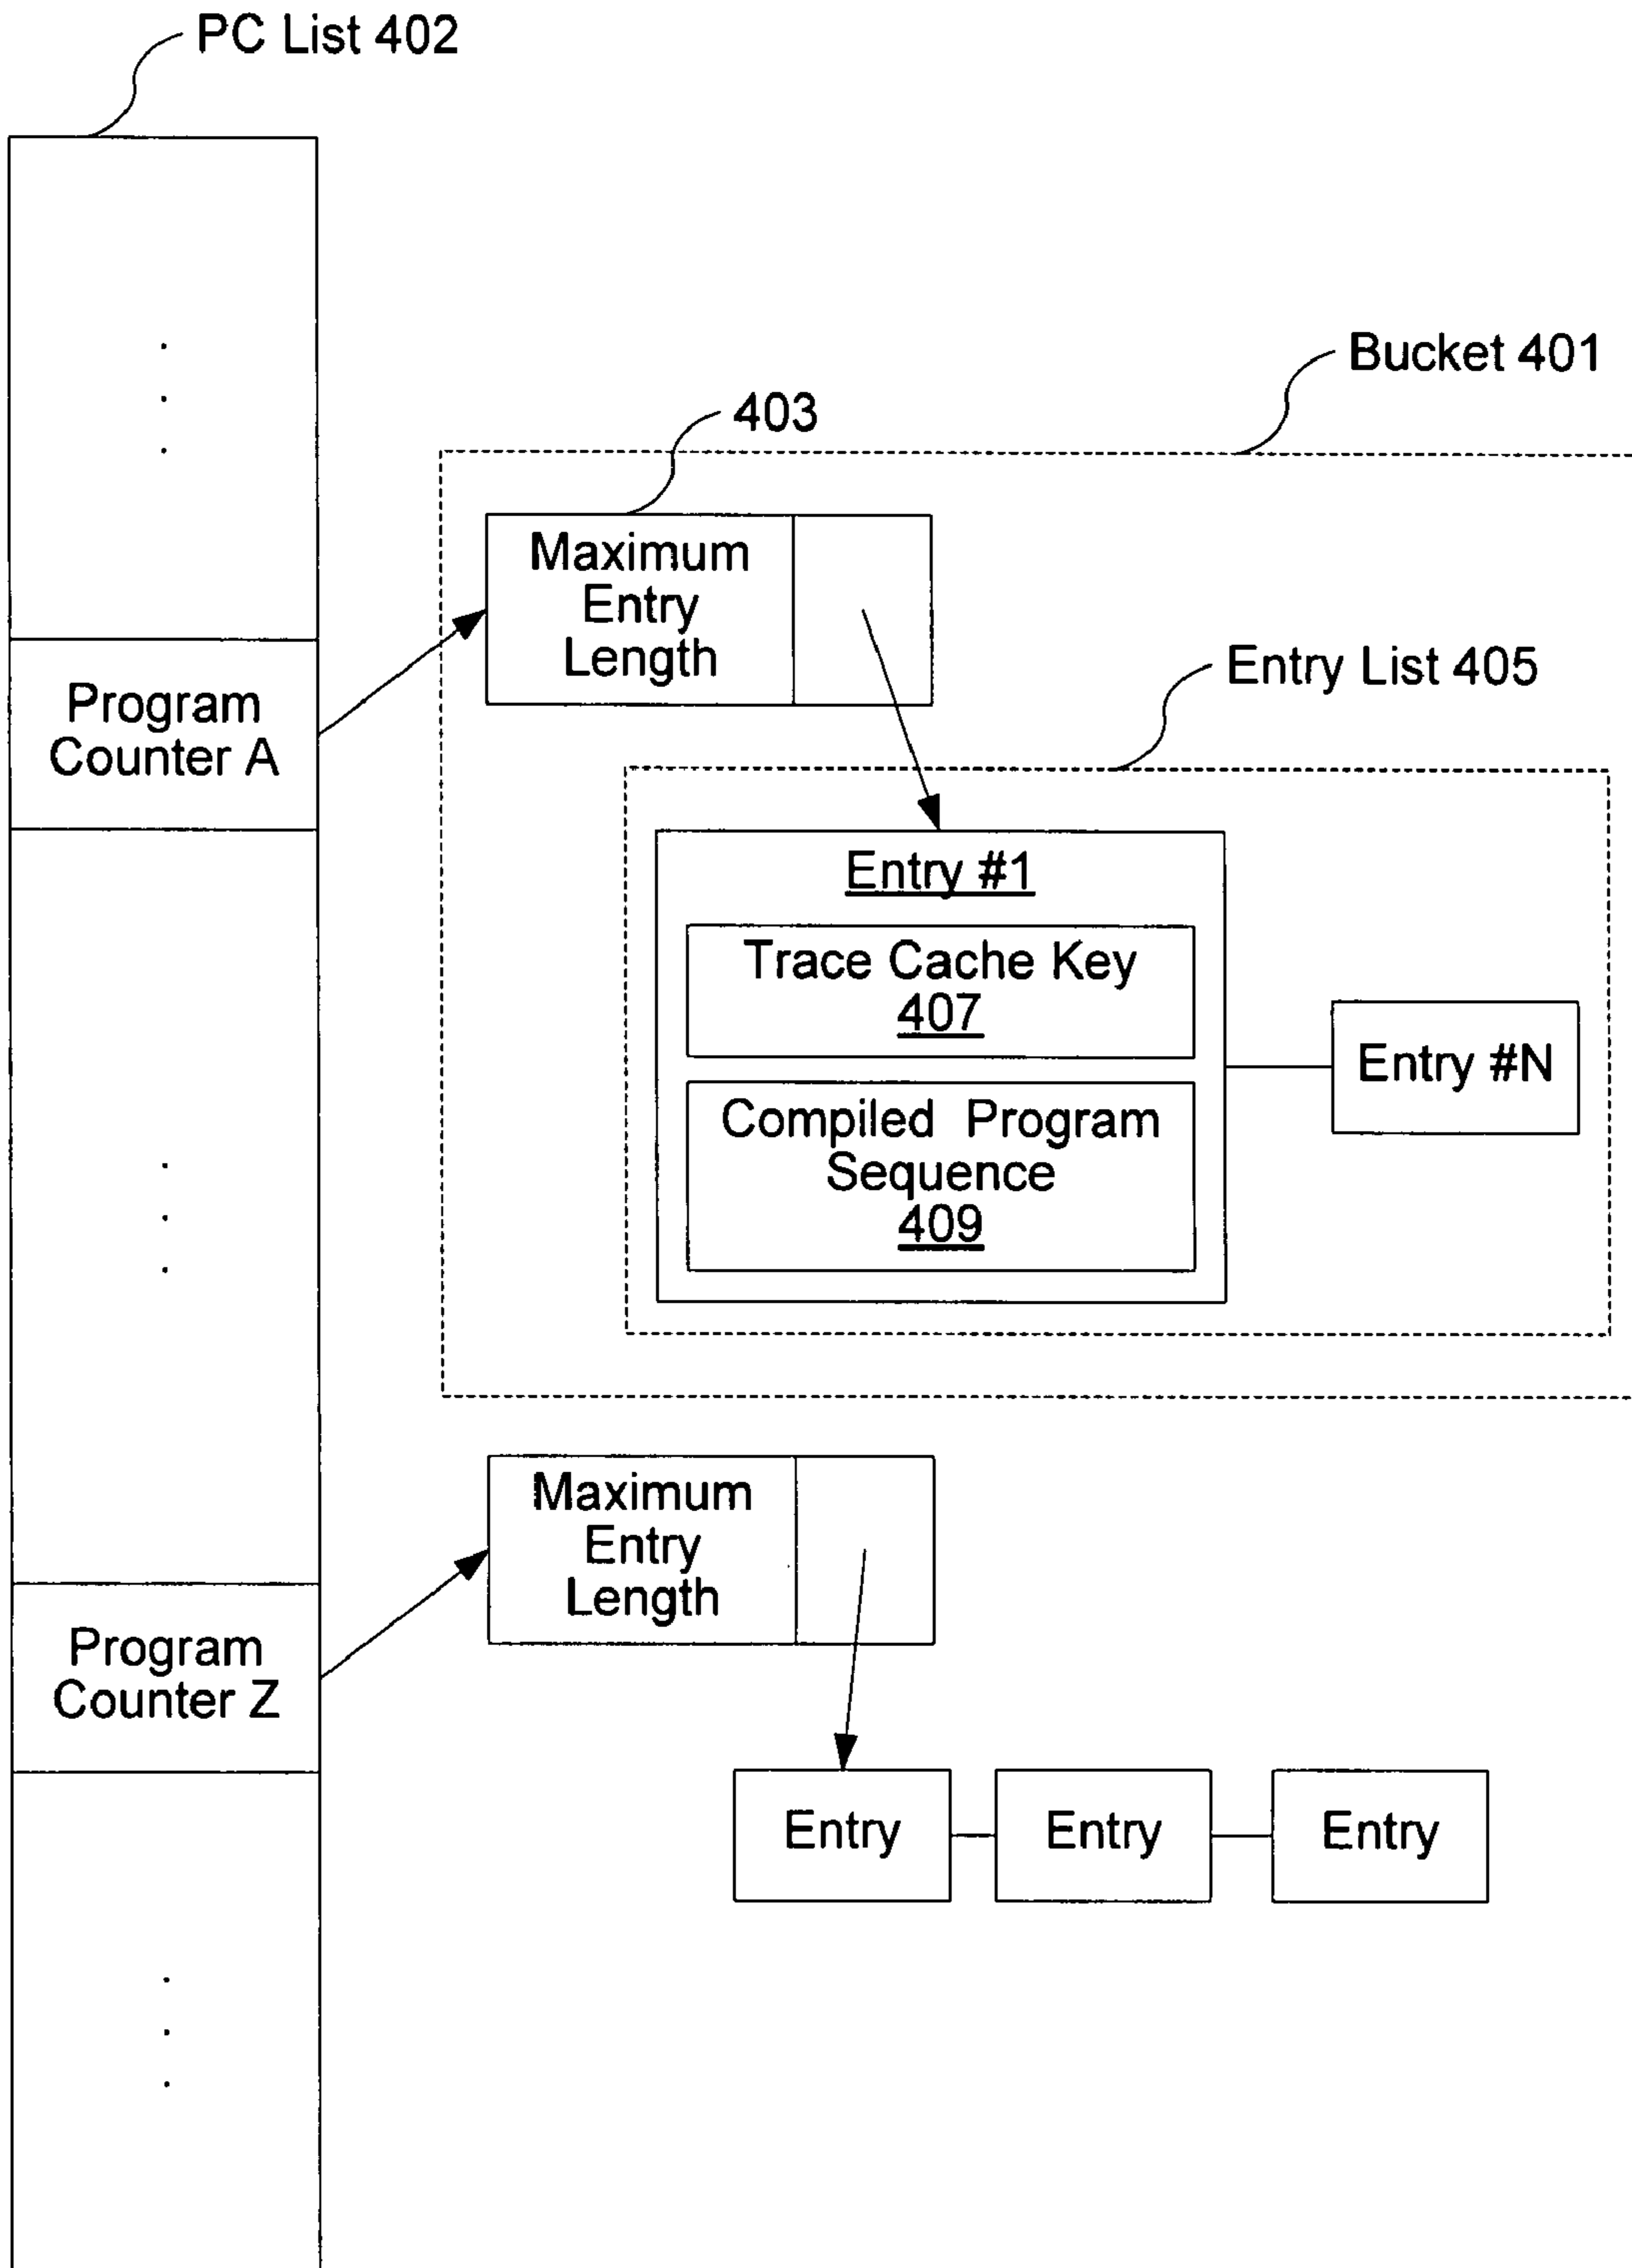 PC List 402
Bucket 401
403
Maximum
Entry
Length
Entry List 405
Program
Counter A
Entry #1
Trace Cache Key
407
Entry #N
Compiled Program
Sequence
409
Maximum
Entry
Length
Program
Counter Z
Entry
Entry
Entry